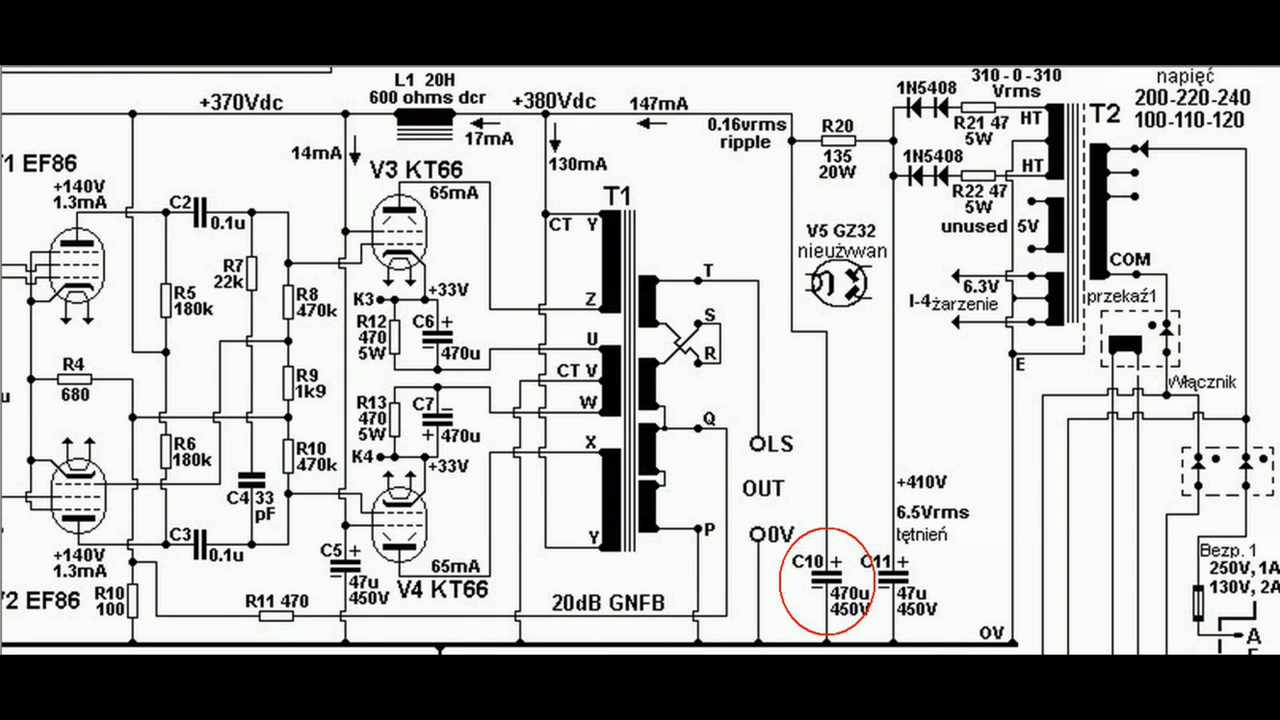 +370Vdc
L1 20H
600 ohms dcr
+380Vdc
147mA
17mA
14mA
130mA
0.16vrms
ripple
R20
135
20W
1N5408
R21 47
5W
1N5408
R22 47
5W
310-0-310
Vrms
HT
HT
T2
napięć
200-220-240
100-110-120
unused 5V
6.3V
I-4 żarzenie
COM
przekaź1
E
Włącznik
V5 GZ32
nieużywan
1 EF86
+140V
1.3mA
C2
0.1u
R7
22k
R5
180k
R8
470k
R4
680
R9
1k9
R6
180k
R10
470k
C4 33
pF
C3
0.1u
+140V
1.3mA
2 EF86
R10
100
R11 470
V3 KT66
65mA
+33V
K3
R12
470
5W
C6 +
470u
R13
470
5W
C7
+ 470u
K4
+33V
C5 +
47u
450V
65mA
V4 KT66
T1
CT Y
Z
U
CT V
W
X
Y
T
S
R
Q
P
20dB GNFB
LS
OUT
0V
+410V
6.5Vrms
tętnień
C10 +
470u
450V
C11 +
47u
450V
0V
Bezp. 1
250V, 1A
130V, 2A
A